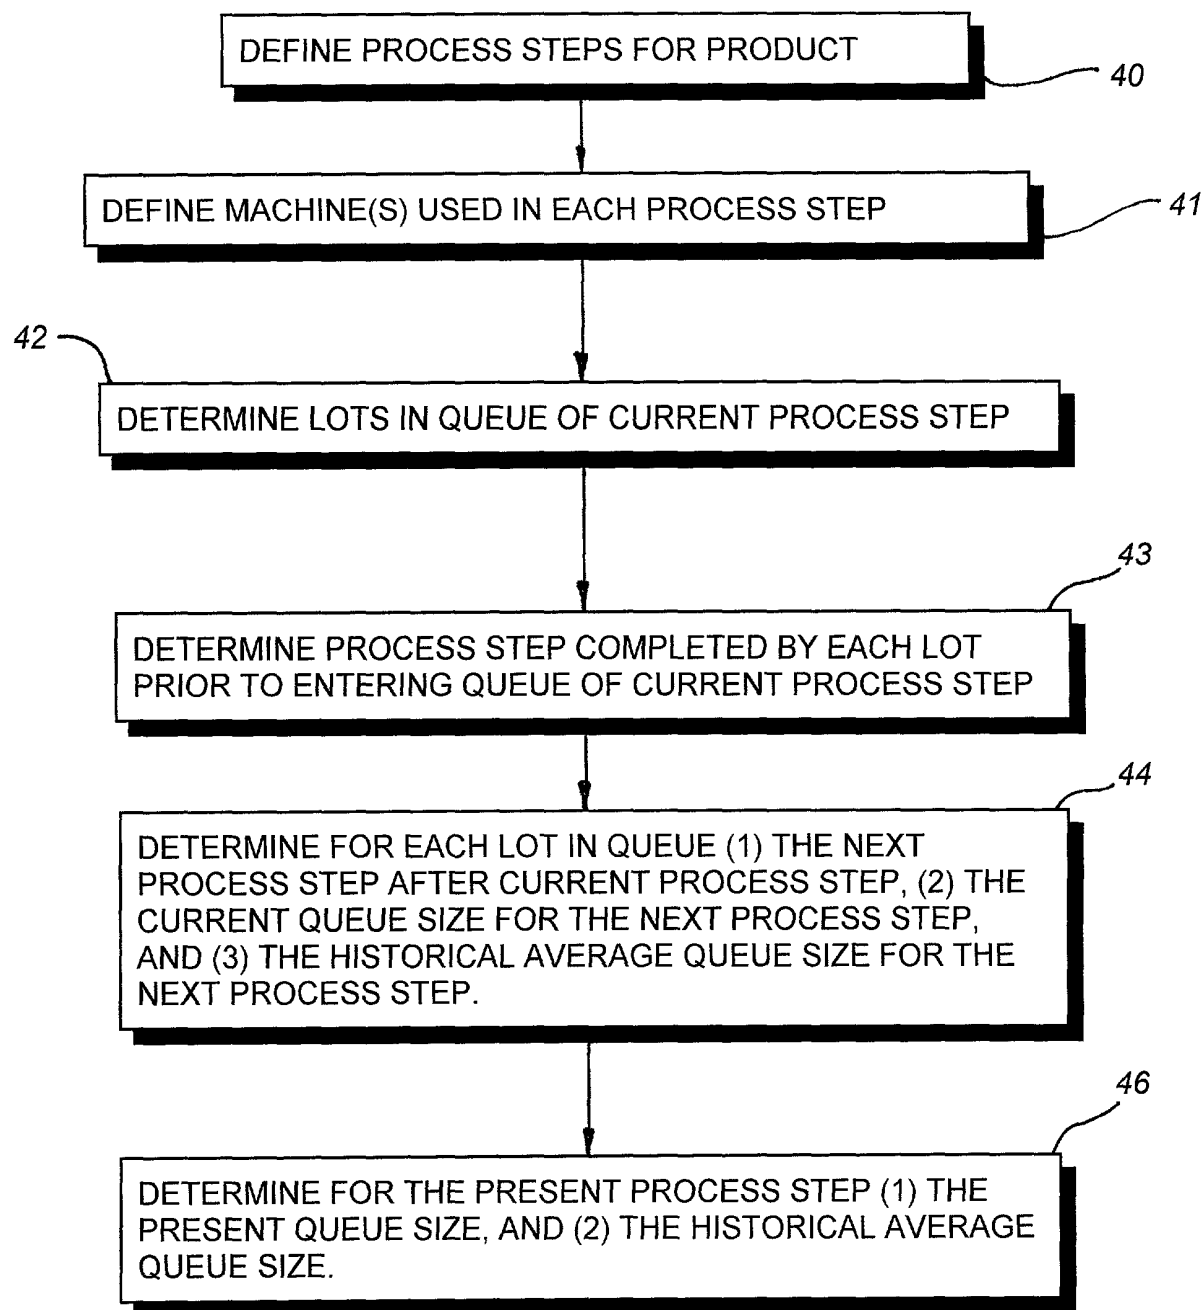 DEFINE PROCESS STEPS FOR PRODUCT
40
DEFINE MACHINE(S) USED IN EACH PROCESS STEP
41
42
DETERMINE LOTS IN QUEUE OF CURRENT PROCESS STEP
43
DETERMINE PROCESS STEP COMPLETED BY EACH LOT
PRIOR TO ENTERING QUEUE OF CURRENT PROCESS STEP
44
DETERMINE FOR EACH LOT IN QUEUE (1) THE NEXT
PROCESS STEP AFTER CURRENT PROCESS STEP, (2) THE
CURRENT QUEUE SIZE FOR THE NEXT PROCESS STEP,
AND (3) THE HISTORICAL AVERAGE QUEUE SIZE FOR THE
NEXT PROCESS STEP.
46
DETERMINE FOR THE PRESENT PROCESS STEP (1) THE
PRESENT QUEUE SIZE, AND (2) THE HISTORICAL AVERAGE
QUEUE SIZE.